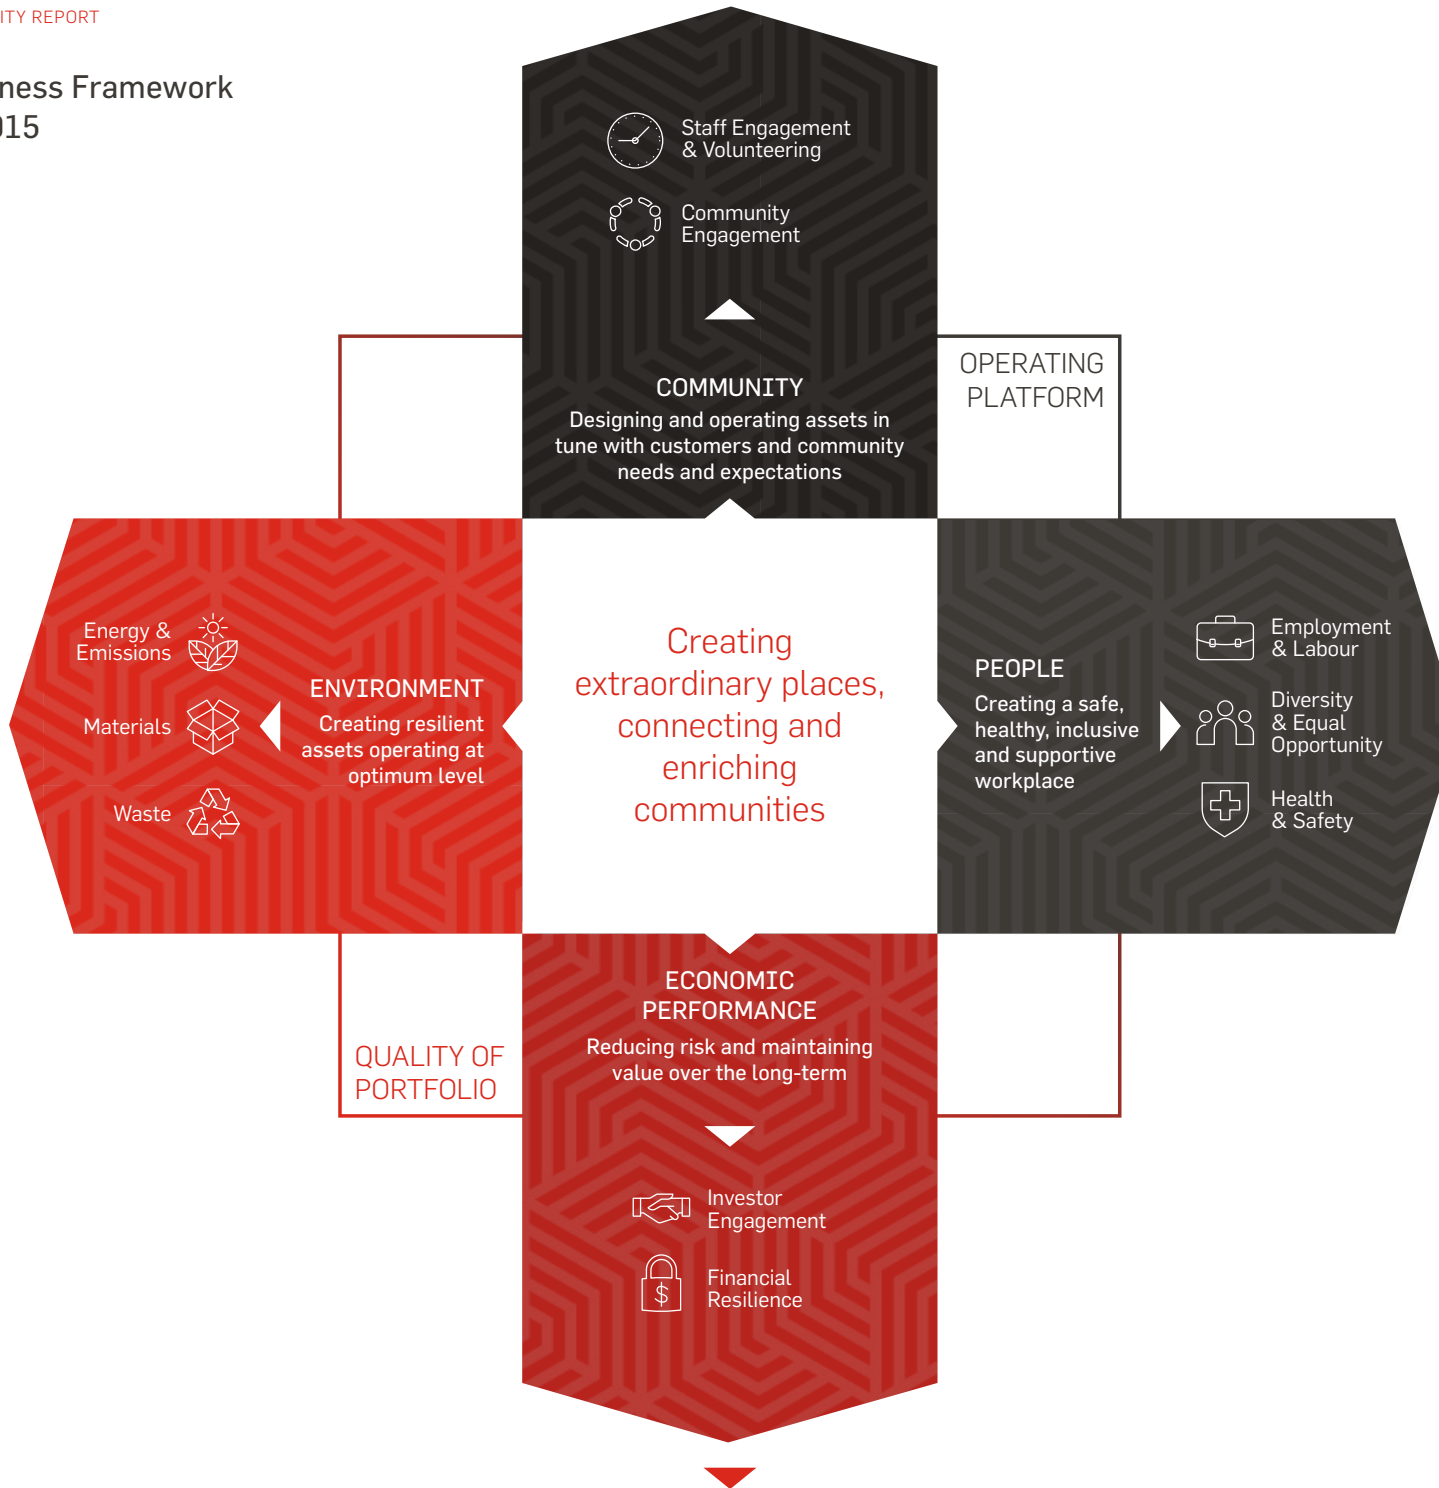 ITY REPORT
ness Framework
015
Staff Engagement
& Volunteering
Community
Engagement
OPERATING
PLATFORM
COMMUNITY
Designing and operating assets in
tune with customers and community
needs and expectations
Energy &
Emissions
Materials
Waste
ENVIRONMENT
Creating resilient
assets operating at
optimum level
Creating
extraordinary places,
connecting and
enriching
communities
PEOPLE
Creating a safe,
healthy, inclusive
and supportive
workplace
Employment
& Labour
Diversity
& Equal
Opportunity
Health
& Safety
QUALITY OF
PORTFOLIO
ECONOMIC
PERFORMANCE
Reducing risk and maintaining
value over the long-term
Investor
Engagement
$
Financial
Resilience